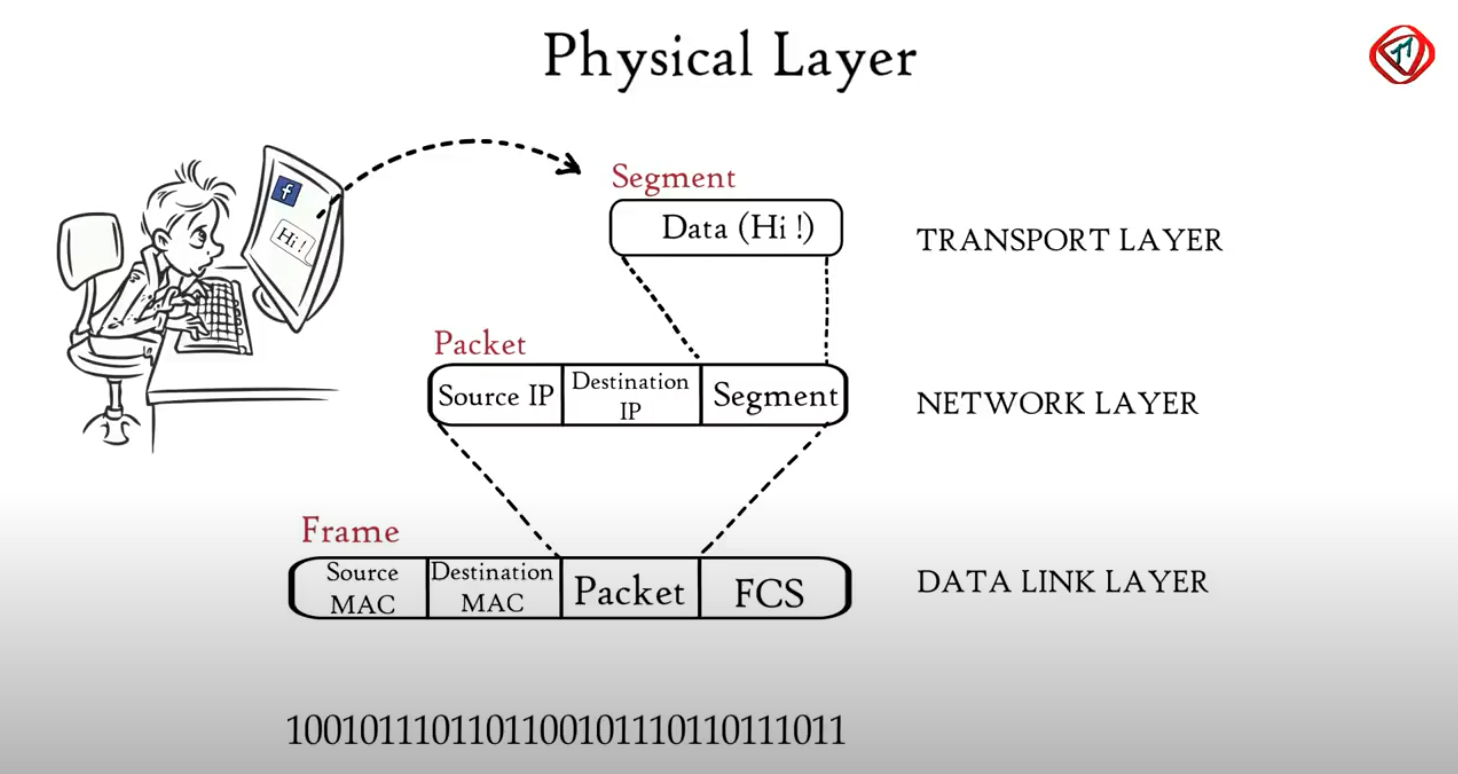 Physical Layer
f
Hi !
Segment
Data (Hi !)
TRANSPORT LAYER
Packet
Source IP
Destination
IP
Segment
NETWORK LAYER
Frame
Source
MAC
Destination
MAC
Packet
FCS
DATA LINK LAYER
1001011101101100101110110111011